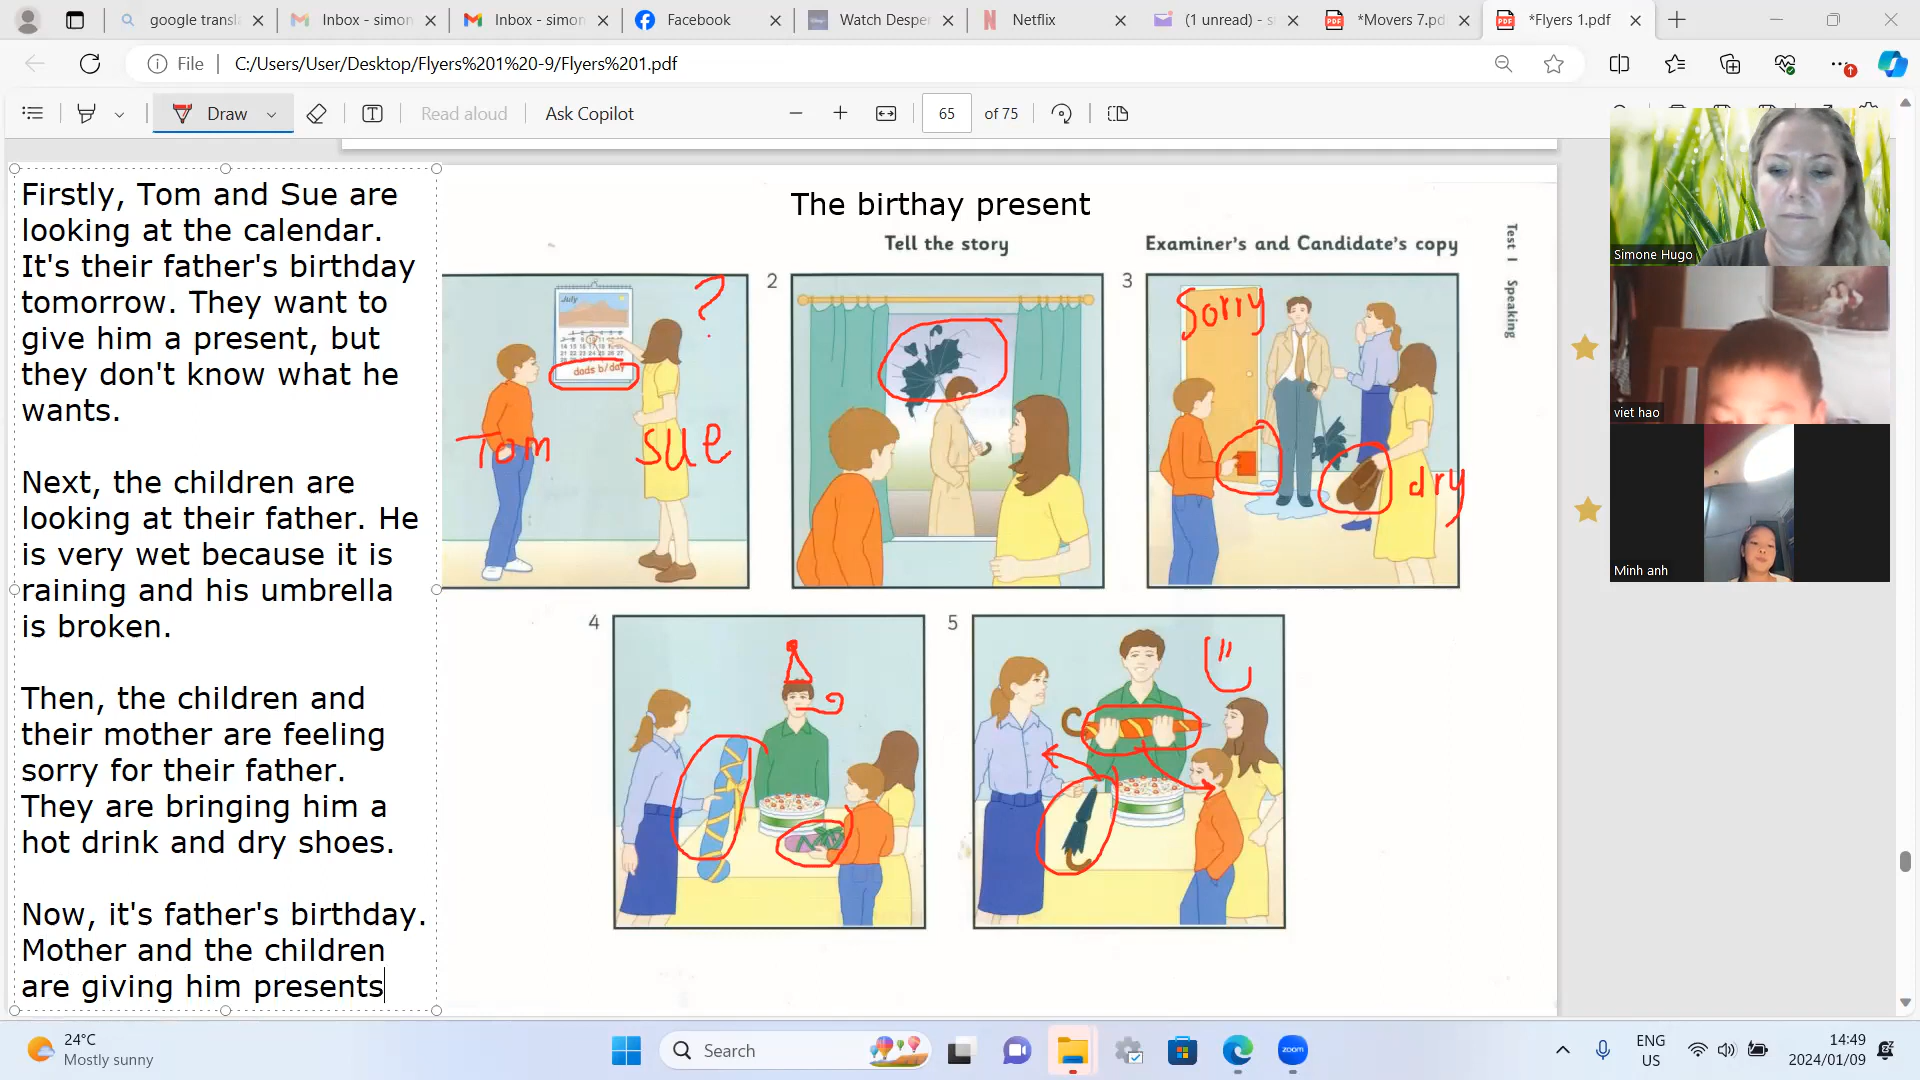 google transl
Inbox - simon
Inbox - simon
Facebook
Watch Desper
Netflix
(1 unread) - s
*Movers 7.pd
*Flyers 1.pdf
File
C:/Users/User/Desktop/Flyers%201%20-9/Flyers%201.pdf
Draw
Read aloud
Ask Copilot
65 of 75
Firstly, Tom and Sue are
looking at the calendar.
It's their father's birthday
tomorrow. They want to
give him a present, but
they don't know what he
wants.
Next, the children are
looking at their father. He
is very wet because it is
raining and his umbrella
is broken.
Then, the children and
their mother are feeling
sorry for their father.
They are bringing him a
hot drink and dry shoes.
Now, it's father's birthday.
Mother and the children
are giving him presents
The birthay present
Tell the story
Examiner's and Candidate's copy
Test 1 Speaking
July
dads b/day
?
Tom
Sue
2
3
Sorry
dry
4
5
Simone Hugo
viet hao
Minh anh
24°C
Mostly sunny
Search
zoom
ENG
US
14:49
2024/01/09